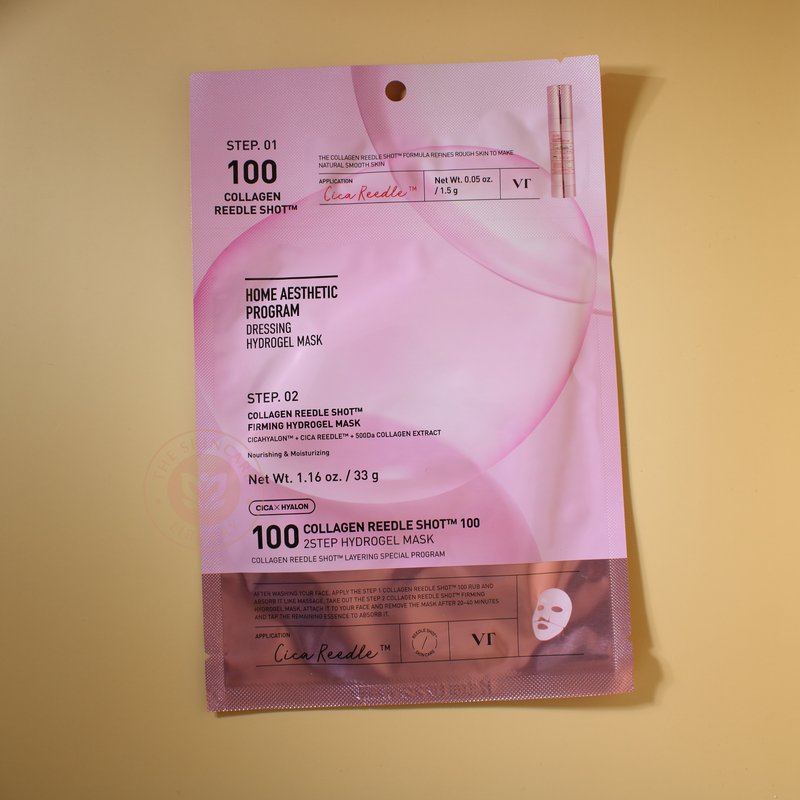 STEP. 01
100
COLLAGEN
REEDLE SHOT™
THE COLLAGEN REEDLE SHOT™ FORMULA REFINES ROUGH SKIN TO MAKE
NATURAL SMOOTH SKIN
APPLICATION
Cica Reedle™
Net Wt. 0.05 oz.
/ 1.5 g
VT
HOME AESTHETIC
PROGRAM
DRESSING
HYDROGEL MASK
STEP. 02
COLLAGEN REEDLE SHOT™
FIRMING HYDROGEL MASK
CICAHYALON™ + CICA REEDLE™ + 500Da COLLAGEN EXTRACT
Nourishing & Moisturizing
Net Wt. 1.16 oz. / 33 g
CICA X HYALON
100 COLLAGEN REEDLE SHOT™ 100
2STEP HYDROGEL MASK
COLLAGEN REEDLE SHOT™ LAYERING SPECIAL PROGRAM
AFTER WASHING YOUR FACE, APPLY THE STEP 1 COLLAGEN REEDLE SHOT™ 100 RUB AND
ABSORB IT LIKE MASSAGE. TAKE OUT THE STEP 2 COLLAGEN REEDLE SHOT™ FIRMING
HYDROGEL MASK, ATTACH IT TO YOUR FACE AND REMOVE THE MASK AFTER 20~40 MINUTES
AND TAP THE REMAINING ESSENCE TO ABSORB IT.
APPLICATION
Cica Reedle™
REEDLE SHOT™
SKINCARE
VT
THE SKINCARE